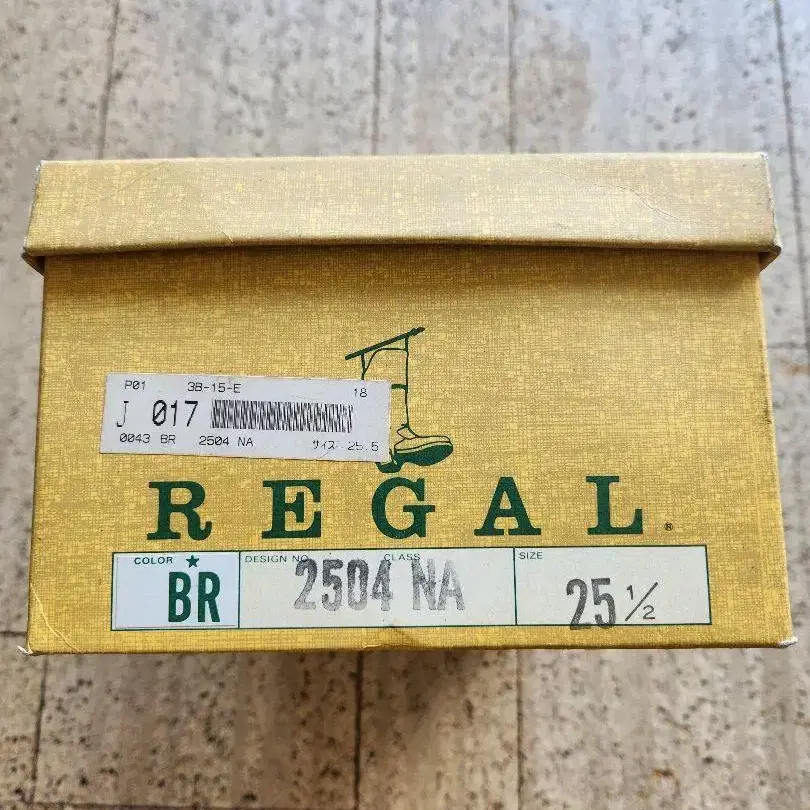 P01 3B-15-E 18
J 017
0043 BR 2504 NA サイズ 25.5
REGAL®
COLOR ★ DESIGN NO. CLASS SIZE
BR 2504 NA 25 1/2